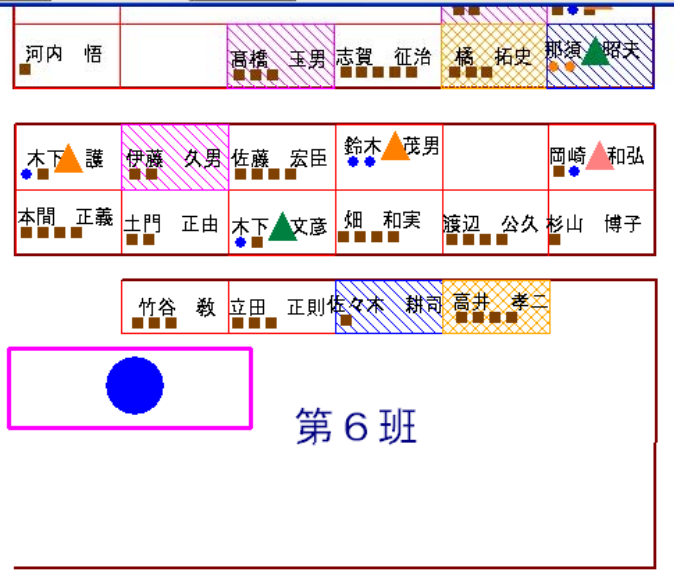 河内 悟 高橋 玉男 志賀 征治 橘 拓史 那須 昭夫
木下 護 伊藤 久男 佐藤 宏臣 鈴木 茂男 岡崎 和弘
本間 正義 土門 正由 木下 文彦 畑 和実 渡辺 公久 杉山 博子
竹谷 敎 立田 正則 佐々木 耕司 高井 孝二
第6班